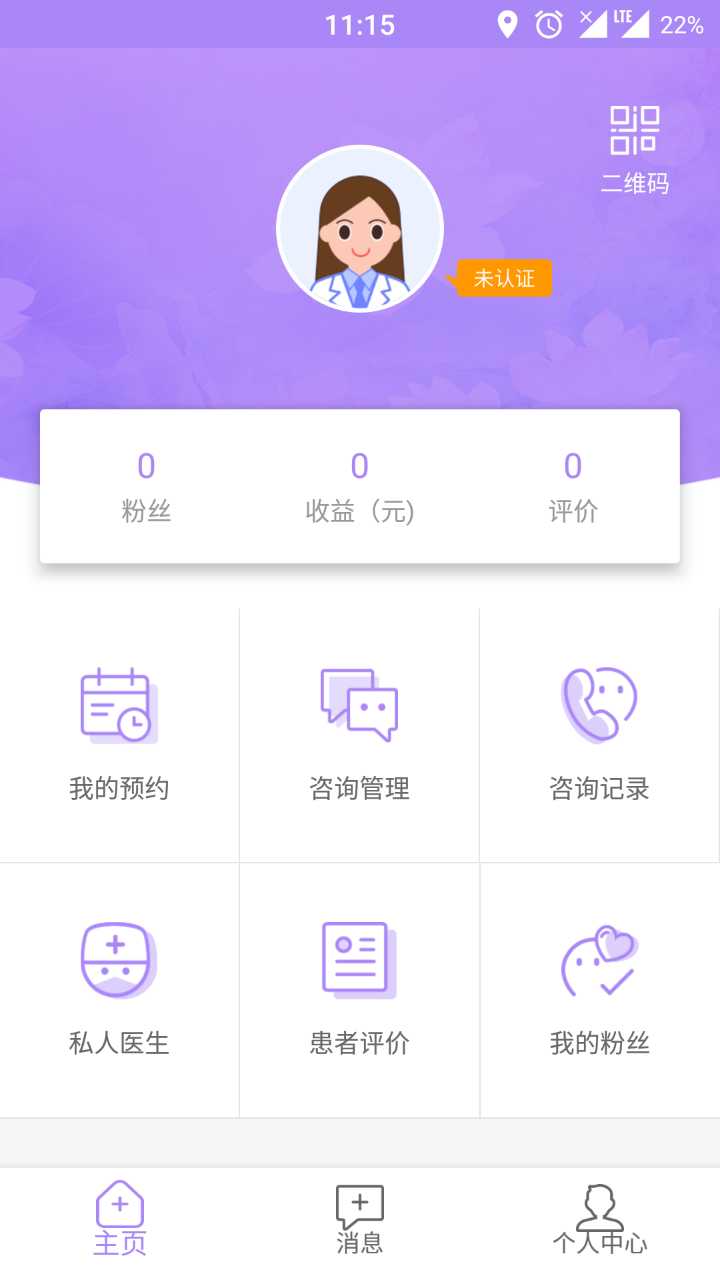 11:15
LTE
22%
二维码
未认证
0
0
0
粉丝
收益（元)
评价
我的预约
咨询管理
咨询记录
私人医生
患者评价
我的粉丝
主页
消息
个人中心